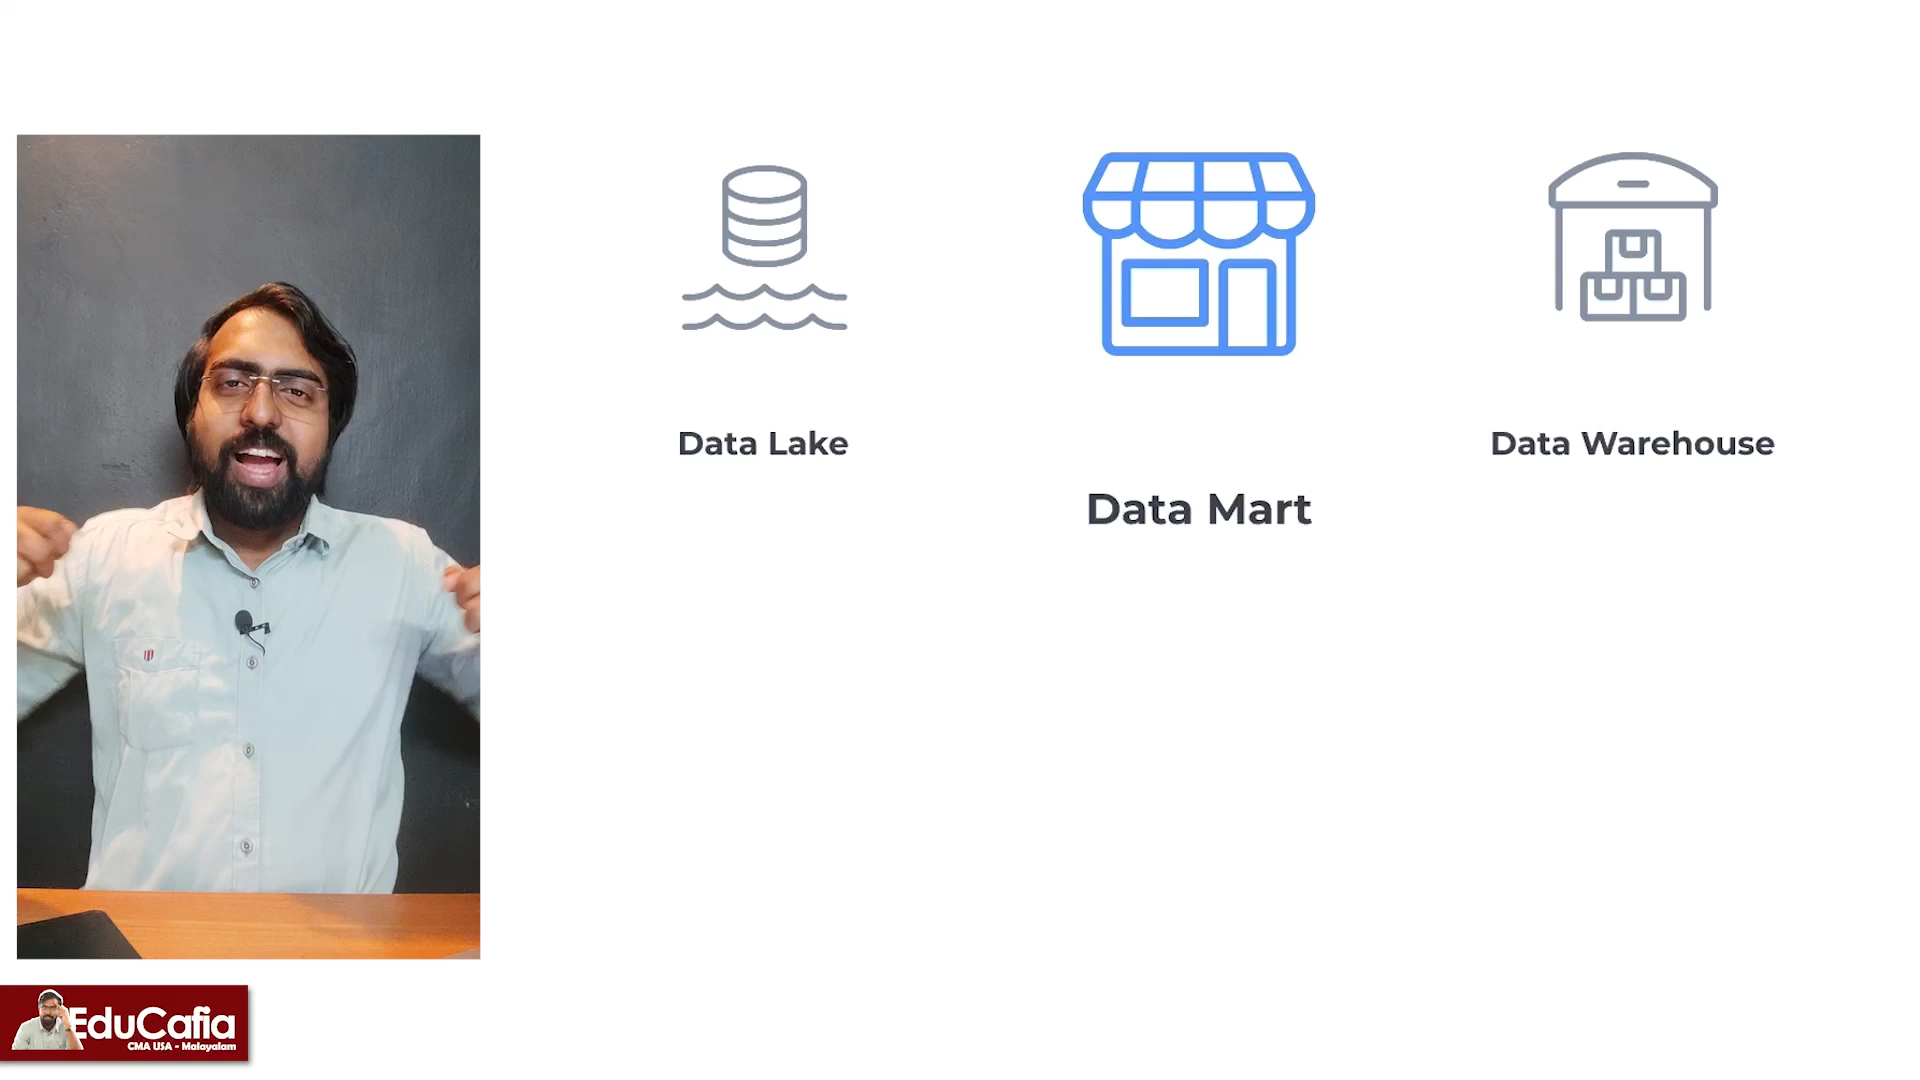 Data Lake
Data Mart
Data Warehouse
EduCafia
CMA USA - Malayalam